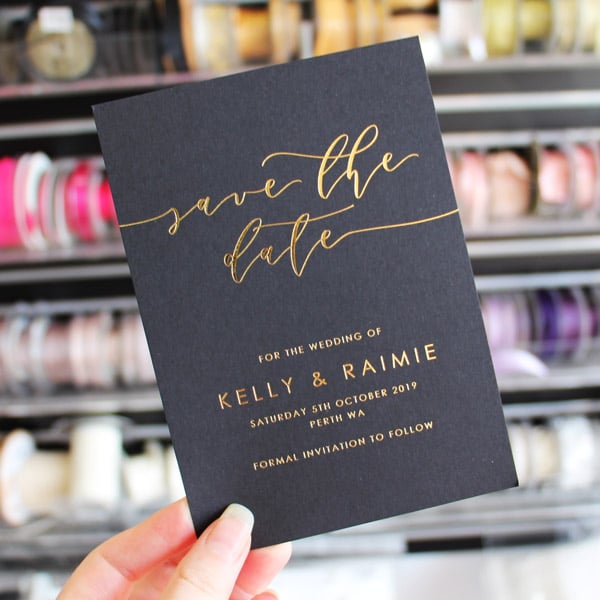 save the
date
FOR THE WEDDING OF
KELLY & RAIMIE
SATURDAY 5TH OCTOBER 2019
PERTH WA
FORMAL INVITATION TO FOLLOW